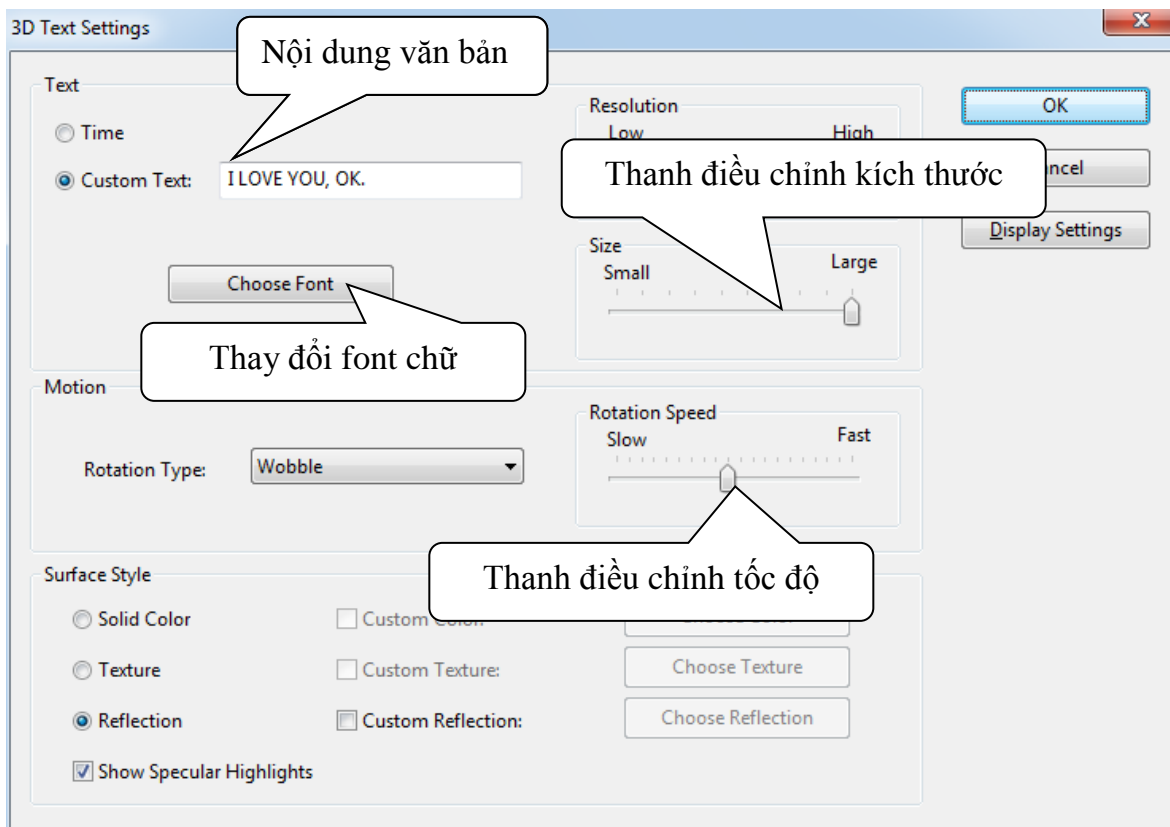 3D Text Settings
Nội dung văn bản
Text
Time
Custom Text: I LOVE YOU, OK.
Choose Font
Thay đổi font chữ
Resolution
Low High
Thanh điều chỉnh kích thước
Size
Small Large
OK
Display Settings
Motion
Rotation Type: Wobble
Rotation Speed
Slow Fast
Thanh điều chỉnh tốc độ
Surface Style
Solid Color Custom Color:
Texture Custom Texture: Choose Texture
Reflection Custom Reflection: Choose Reflection
Show Specular Highlights